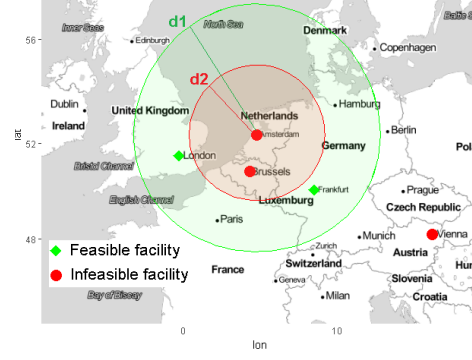 Inner Seas
North Sea
Baltic S
d1
Denmark
56
Edinburgh
Copenhagen
d2
Dublin
Ireland
United Kingdom
Netherlands
Hamburg
lat
52
Amsterdam
Berlin
Germany
Pol
London
Bristol Channel
Brussels
English Channel
Luxemburg
Frankfurt
Prague
Czech Republic
Paris
48
Feasible facility
Munich
Vienna
Zurich
Austria
Infeasible facility
France
Switzerland
Hur
Slovenia
Geneva
Bay of Biscay
Milan
Croatia
0
10
lon